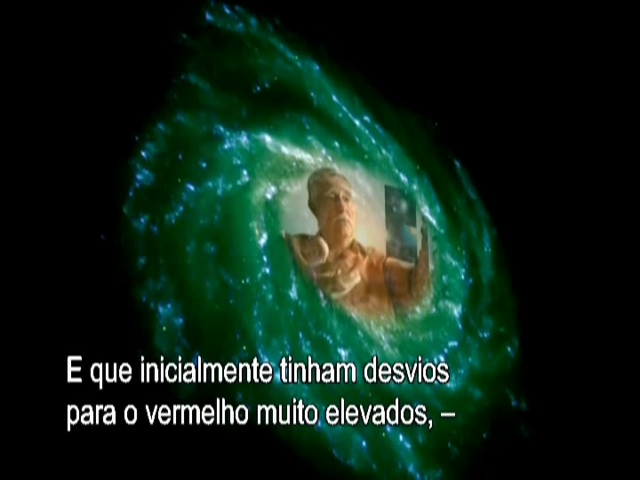 E que inicialmente tinham desvios
para o vermelho muito elevados, –